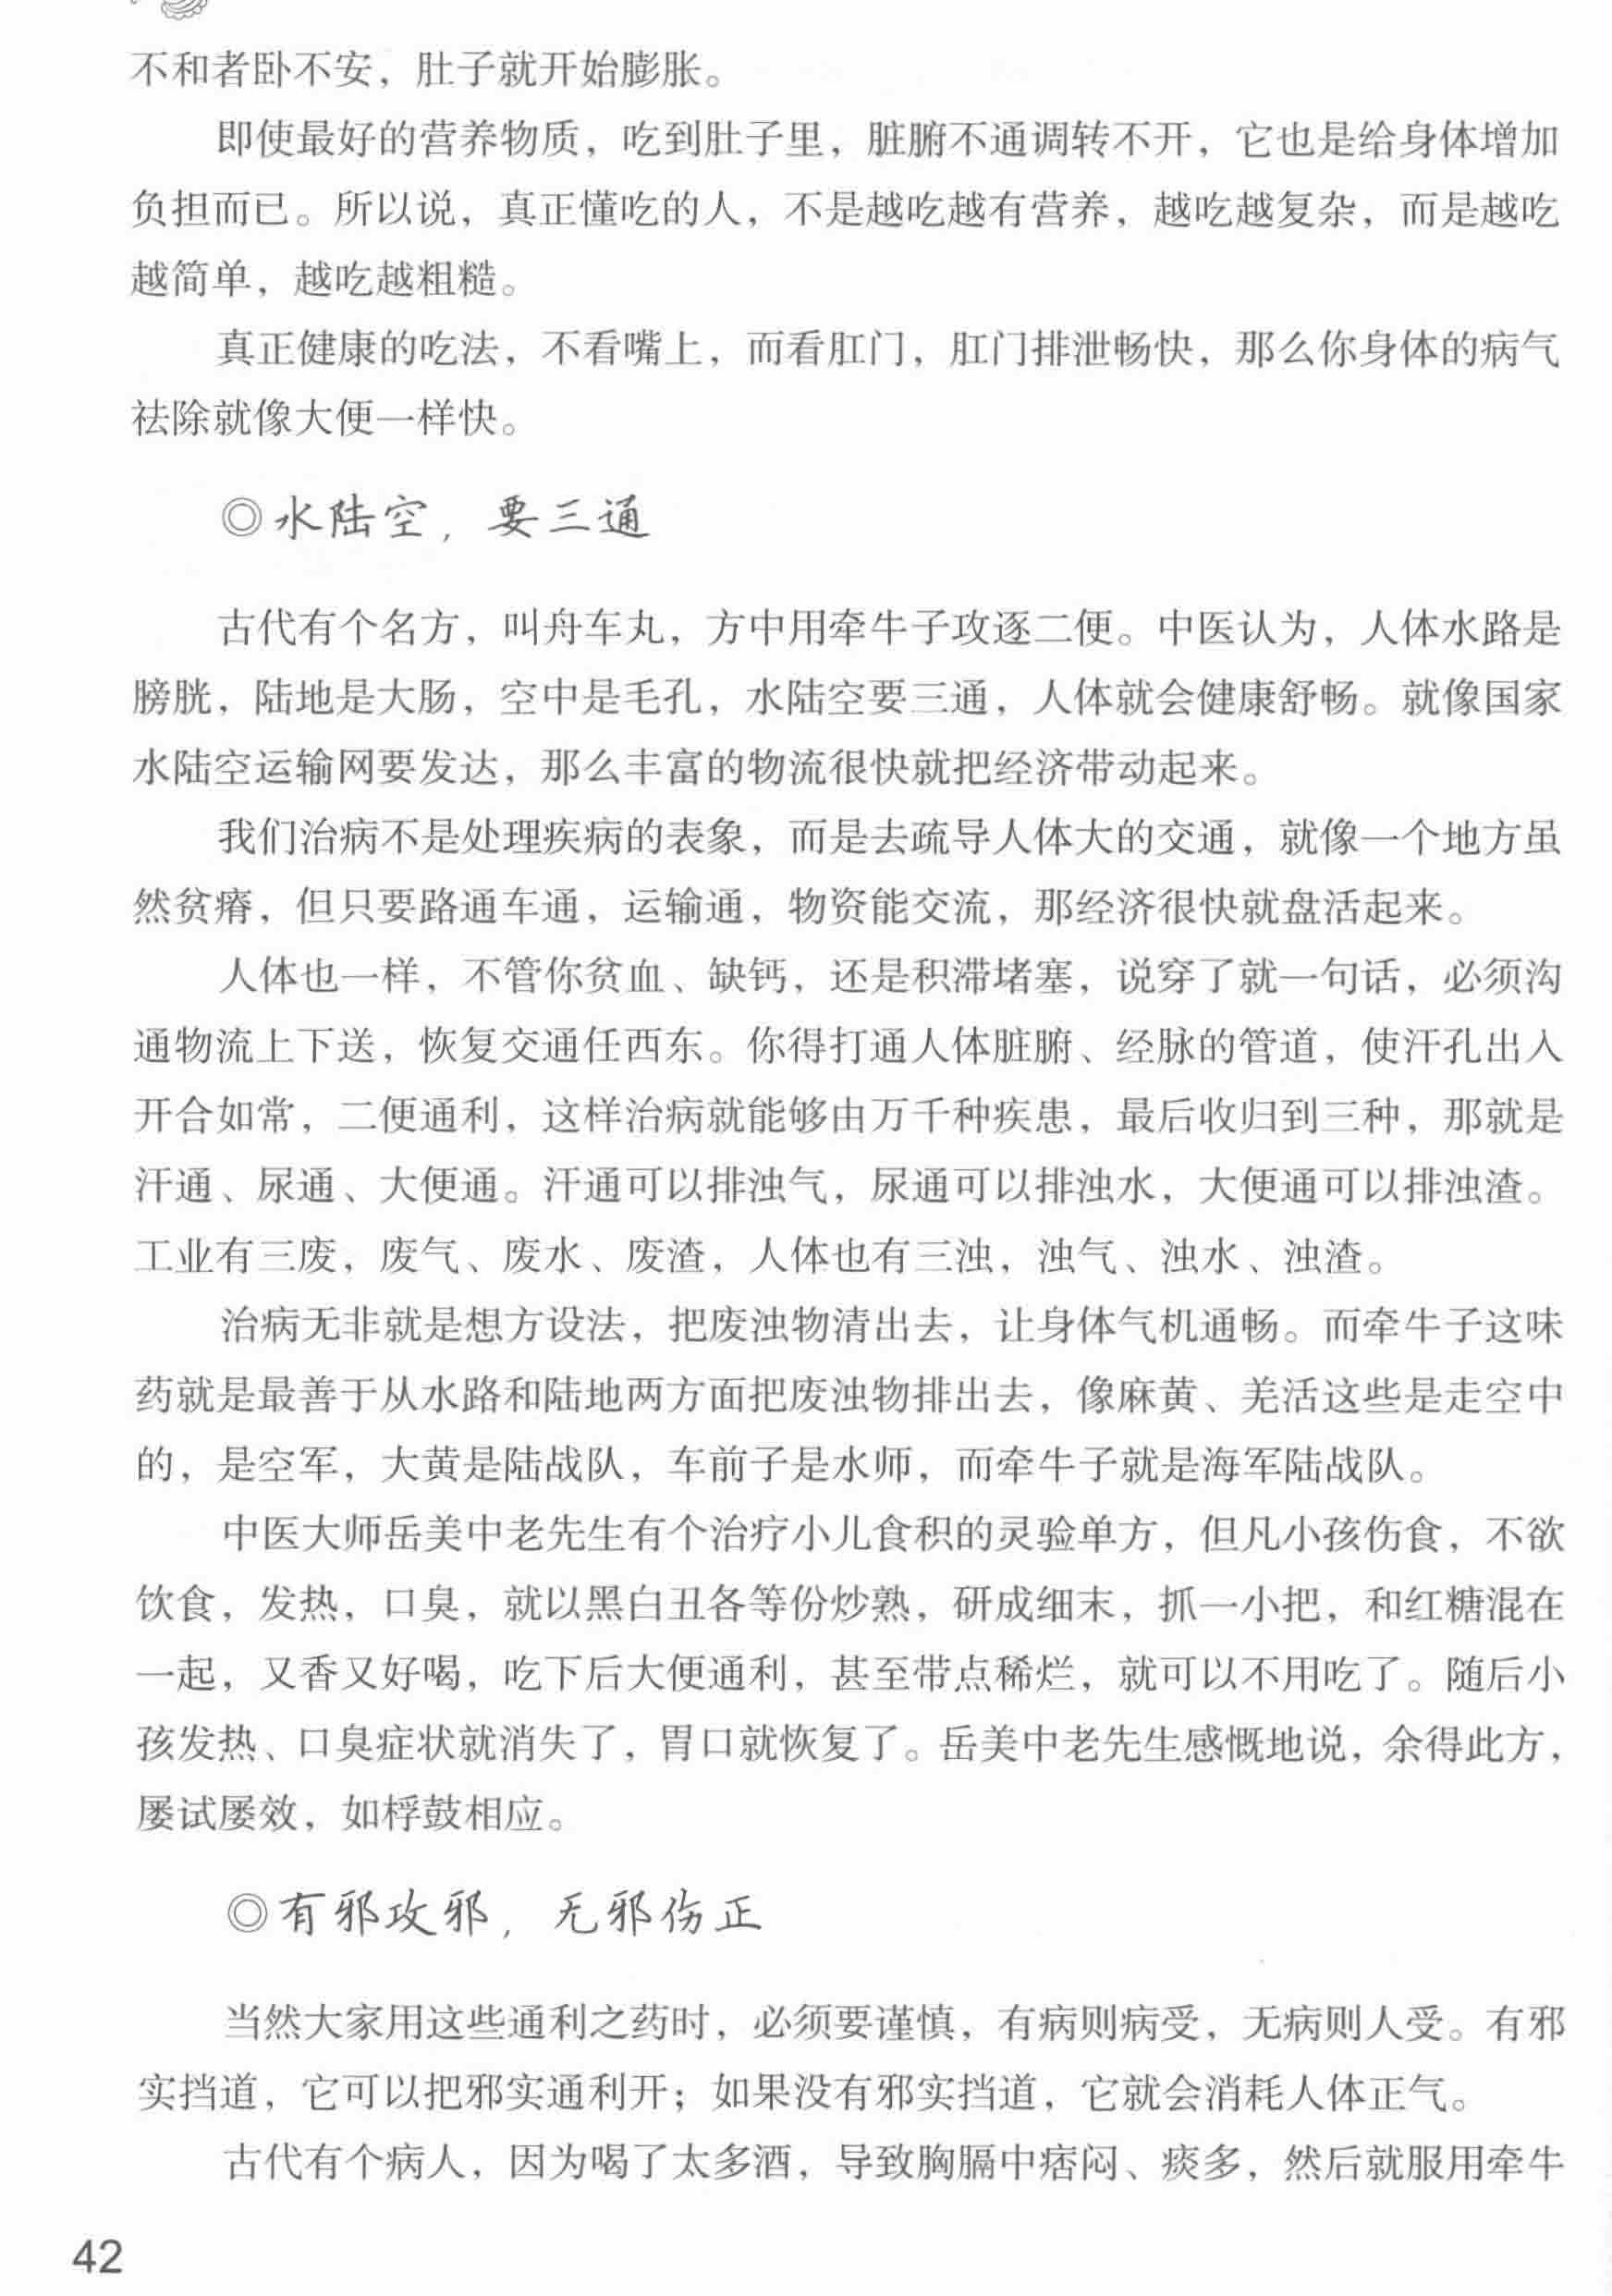 不和者卧不安，肚子就开始膨胀。
即使最好的营养物质，吃到肚子里，脏腑不通调转不开，它也是给身体增加
负担而已。所以说，真正懂吃的人，不是越吃越有营养，越吃越复杂，而是越吃
越简单，越吃越粗糙。
真正健康的吃法，不看嘴上，而看肛门，肛门排泄畅快，那么你身体的病气
祛除就像大便一样快。
◎水陆空，要三通
古代有个名方，叫舟车丸，方中用牵牛子攻逐二便。中医认为，人体水路是
膀胱，陆地是大肠，空中是毛孔，水陆空要三通，人体就会健康舒畅。就像国家
水陆空运输网要发达，那么丰富的物流很快就把经济带动起来。
我们治病不是处理疾病的表象，而是去疏导人体大的交通，就像一个地方虽
然贫瘠，但只要路通车通，运输通，物资能交流，那经济很快就盘活起来。
人体也一样，不管你贫血、缺钙，还是积滞堵塞，说穿了就一句话，必须沟
通物流上下送，恢复交通任西东。你得打通人体脏腑、经脉的管道，使汗孔出入
开合如常，二便通利，这样治病就能够由万千种疾患，最后收归到三种，那就是
汗通、尿通、大便通。汗通可以排浊气，尿通可以排浊水，大便通可以排浊渣。
工业有三废，废气、废水、废渣，人体也有三浊，浊气、浊水、浊渣。
治病无非就是想方设法，把废浊物清出去，让身体气机通畅。而牵牛子这味
药就是最善于从水路和陆地两方面把废浊物排出去，像麻黄、羌活这些是走空中
的，是空军，大黄是陆战队，车前子是水师，而牵牛子就是海军陆战队。
中医大师岳美中老先生有个治疗小儿食积的灵验单方，但凡小孩伤食，不欲
饮食，发热，口臭，就以黑白丑各等份炒熟，研成细末，抓一小把，和红糖混在
一起，又香又好喝，吃下后大便通利，甚至带点稀烂，就可以不用吃了。随后小
孩发热、口臭症状就消失了，胃口就恢复了。岳美中老先生感慨地说，余得此方，
屡试屡效，如桴鼓相应。
◎有邪攻邪，无邪伤正
当然大家用这些通利之药时，必须要谨慎，有病则病受，无病则人受。有邪
实挡道，它可以把邪实通利开；如果没有邪实挡道，它就会消耗人体正气。
古代有个病人，因为喝了太多酒，导致胸膈中痞闷、痰多，然后就服用牵牛
42